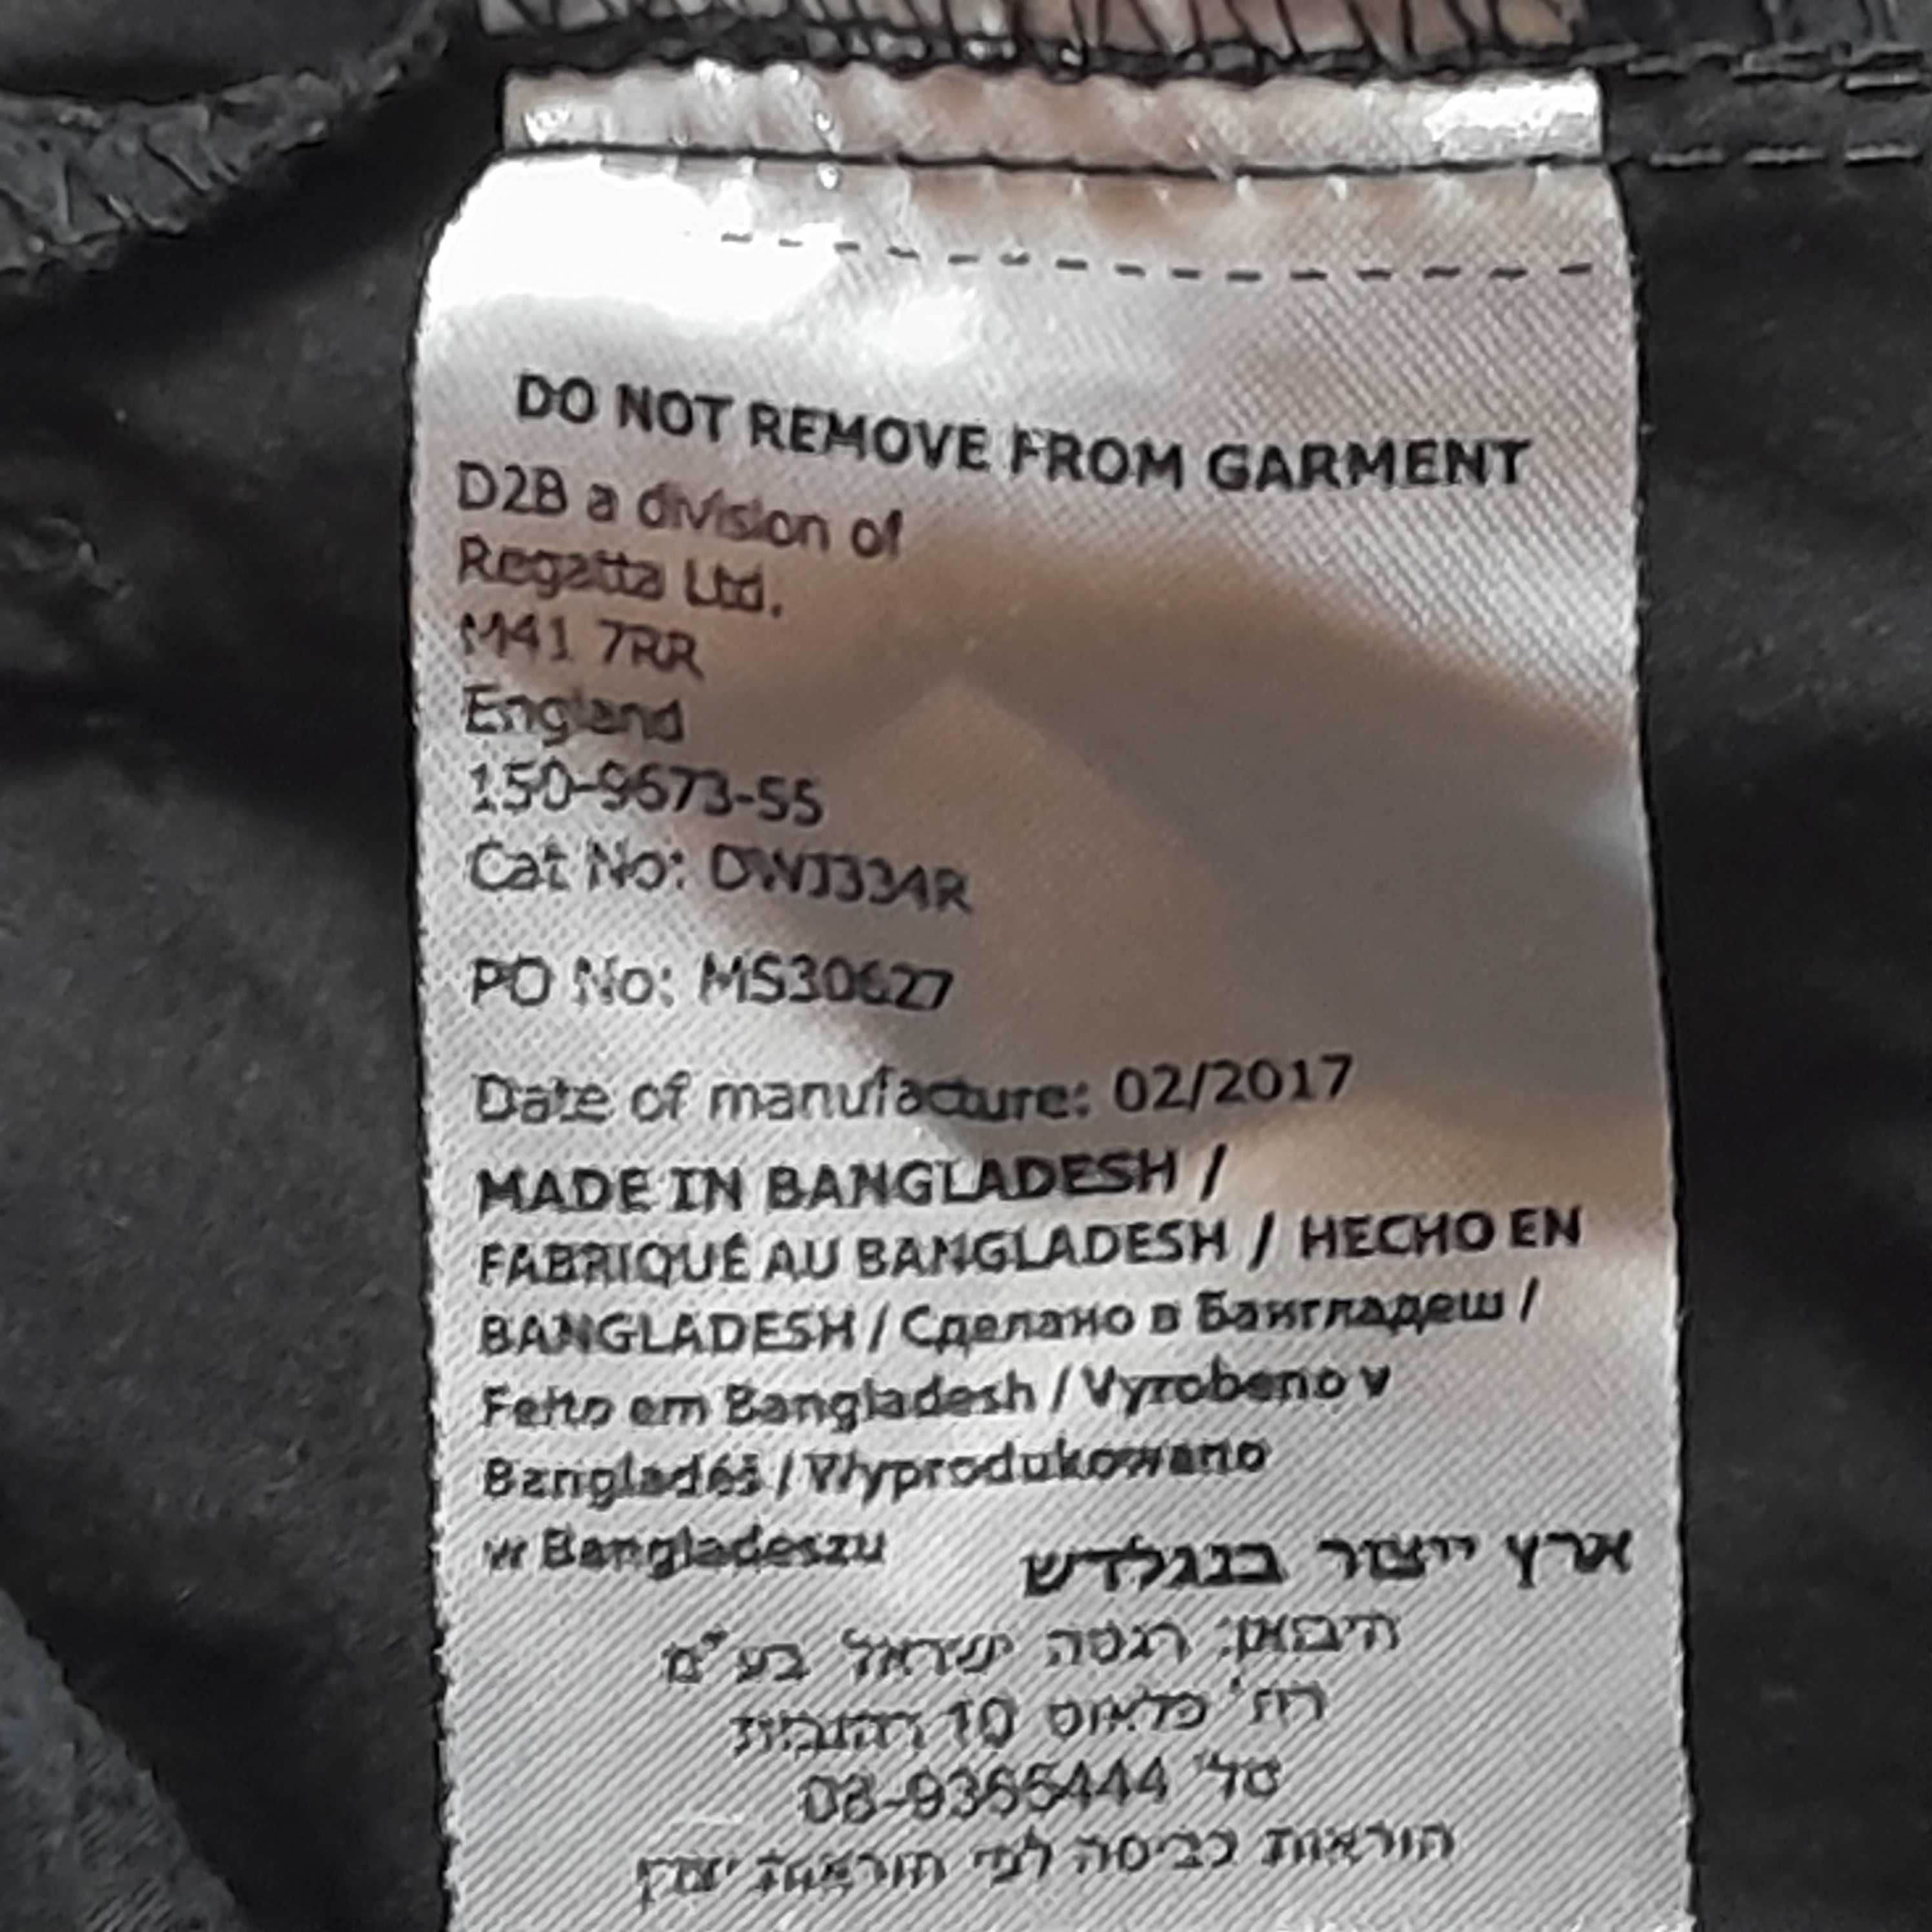 DO NOT REMOVE FROM GARMENT
D2B a division of
Regatta Ltd.
M41 7RR
England
150-9673-55
Cat No: DWJ334R
PO No: MS30627
Date of manufacture: 02/2017
MADE IN BANGLADESH /
FABRIQUÉ AU BANGLADESH / HECHO EN
BANGLADESH / Сделано в Бангладеш /
Feito em Bangladesh / Vyrobeno v
Bangladéš / Wyprodukowano
w Bangladeszu
ארץ ייצור בנגלדש
היבואן: רגטה ישראל בע"מ
רח' פלאוט 10 רחובות
טל' 08-9365444
הוראות כביסה לפי הוראות יצרן